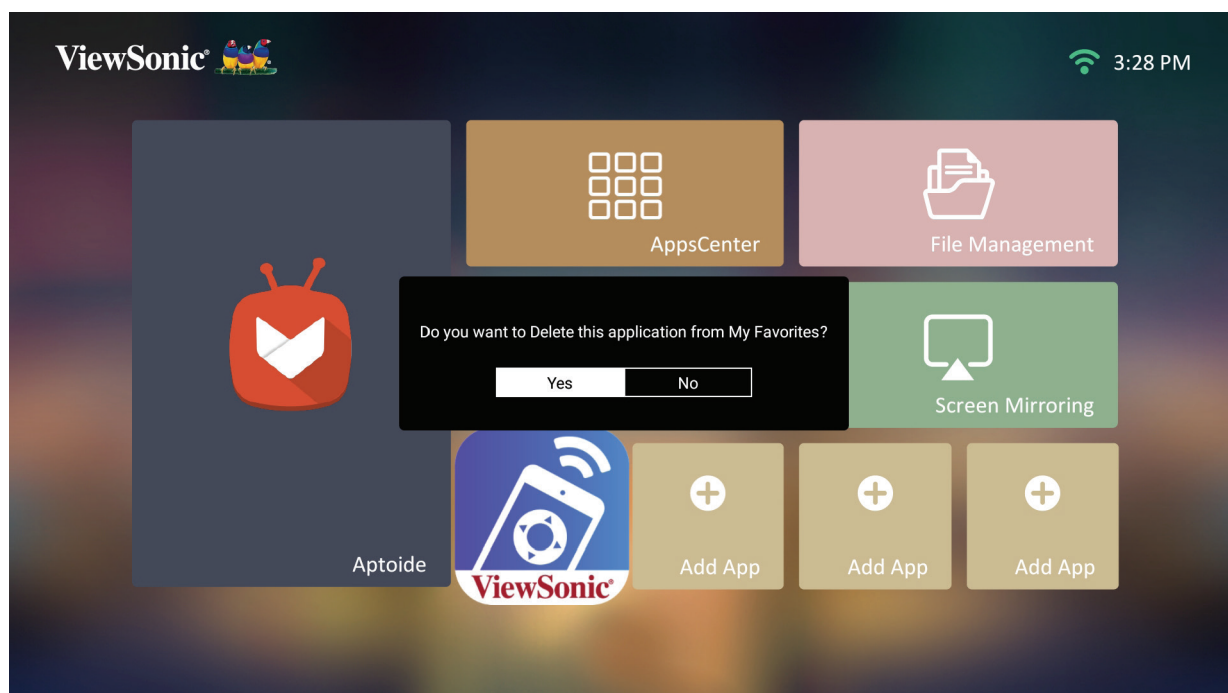 ViewSonic®
3:28 PM
AppsCenter
File Management
Do you want to Delete this application from My Favorites?
Yes
No
Screen Mirroring
Aptoide
ViewSonic®
Add App
Add App
Add App